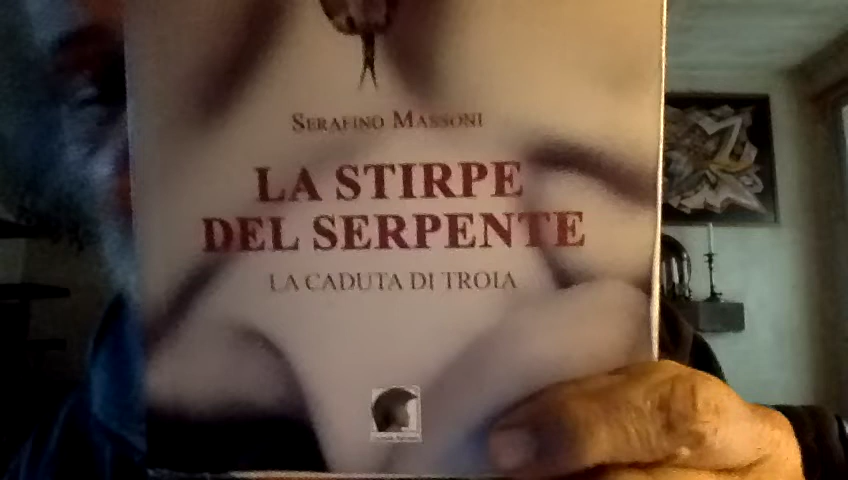 SERAFINO MASSONI
LA STIRPE
DEL SERPENTE
LA CADUTA DI TROIA